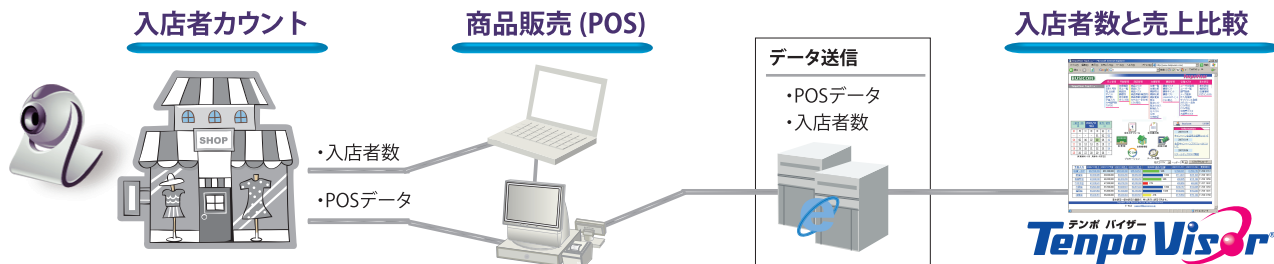 入店者カウント
商品販売 (POS)
入店者数と売上比較
SHOP
・入店者数
・POSデータ
データ送信
・POSデータ
・入店者数
テンポ バイザー
Tenpo Visor®